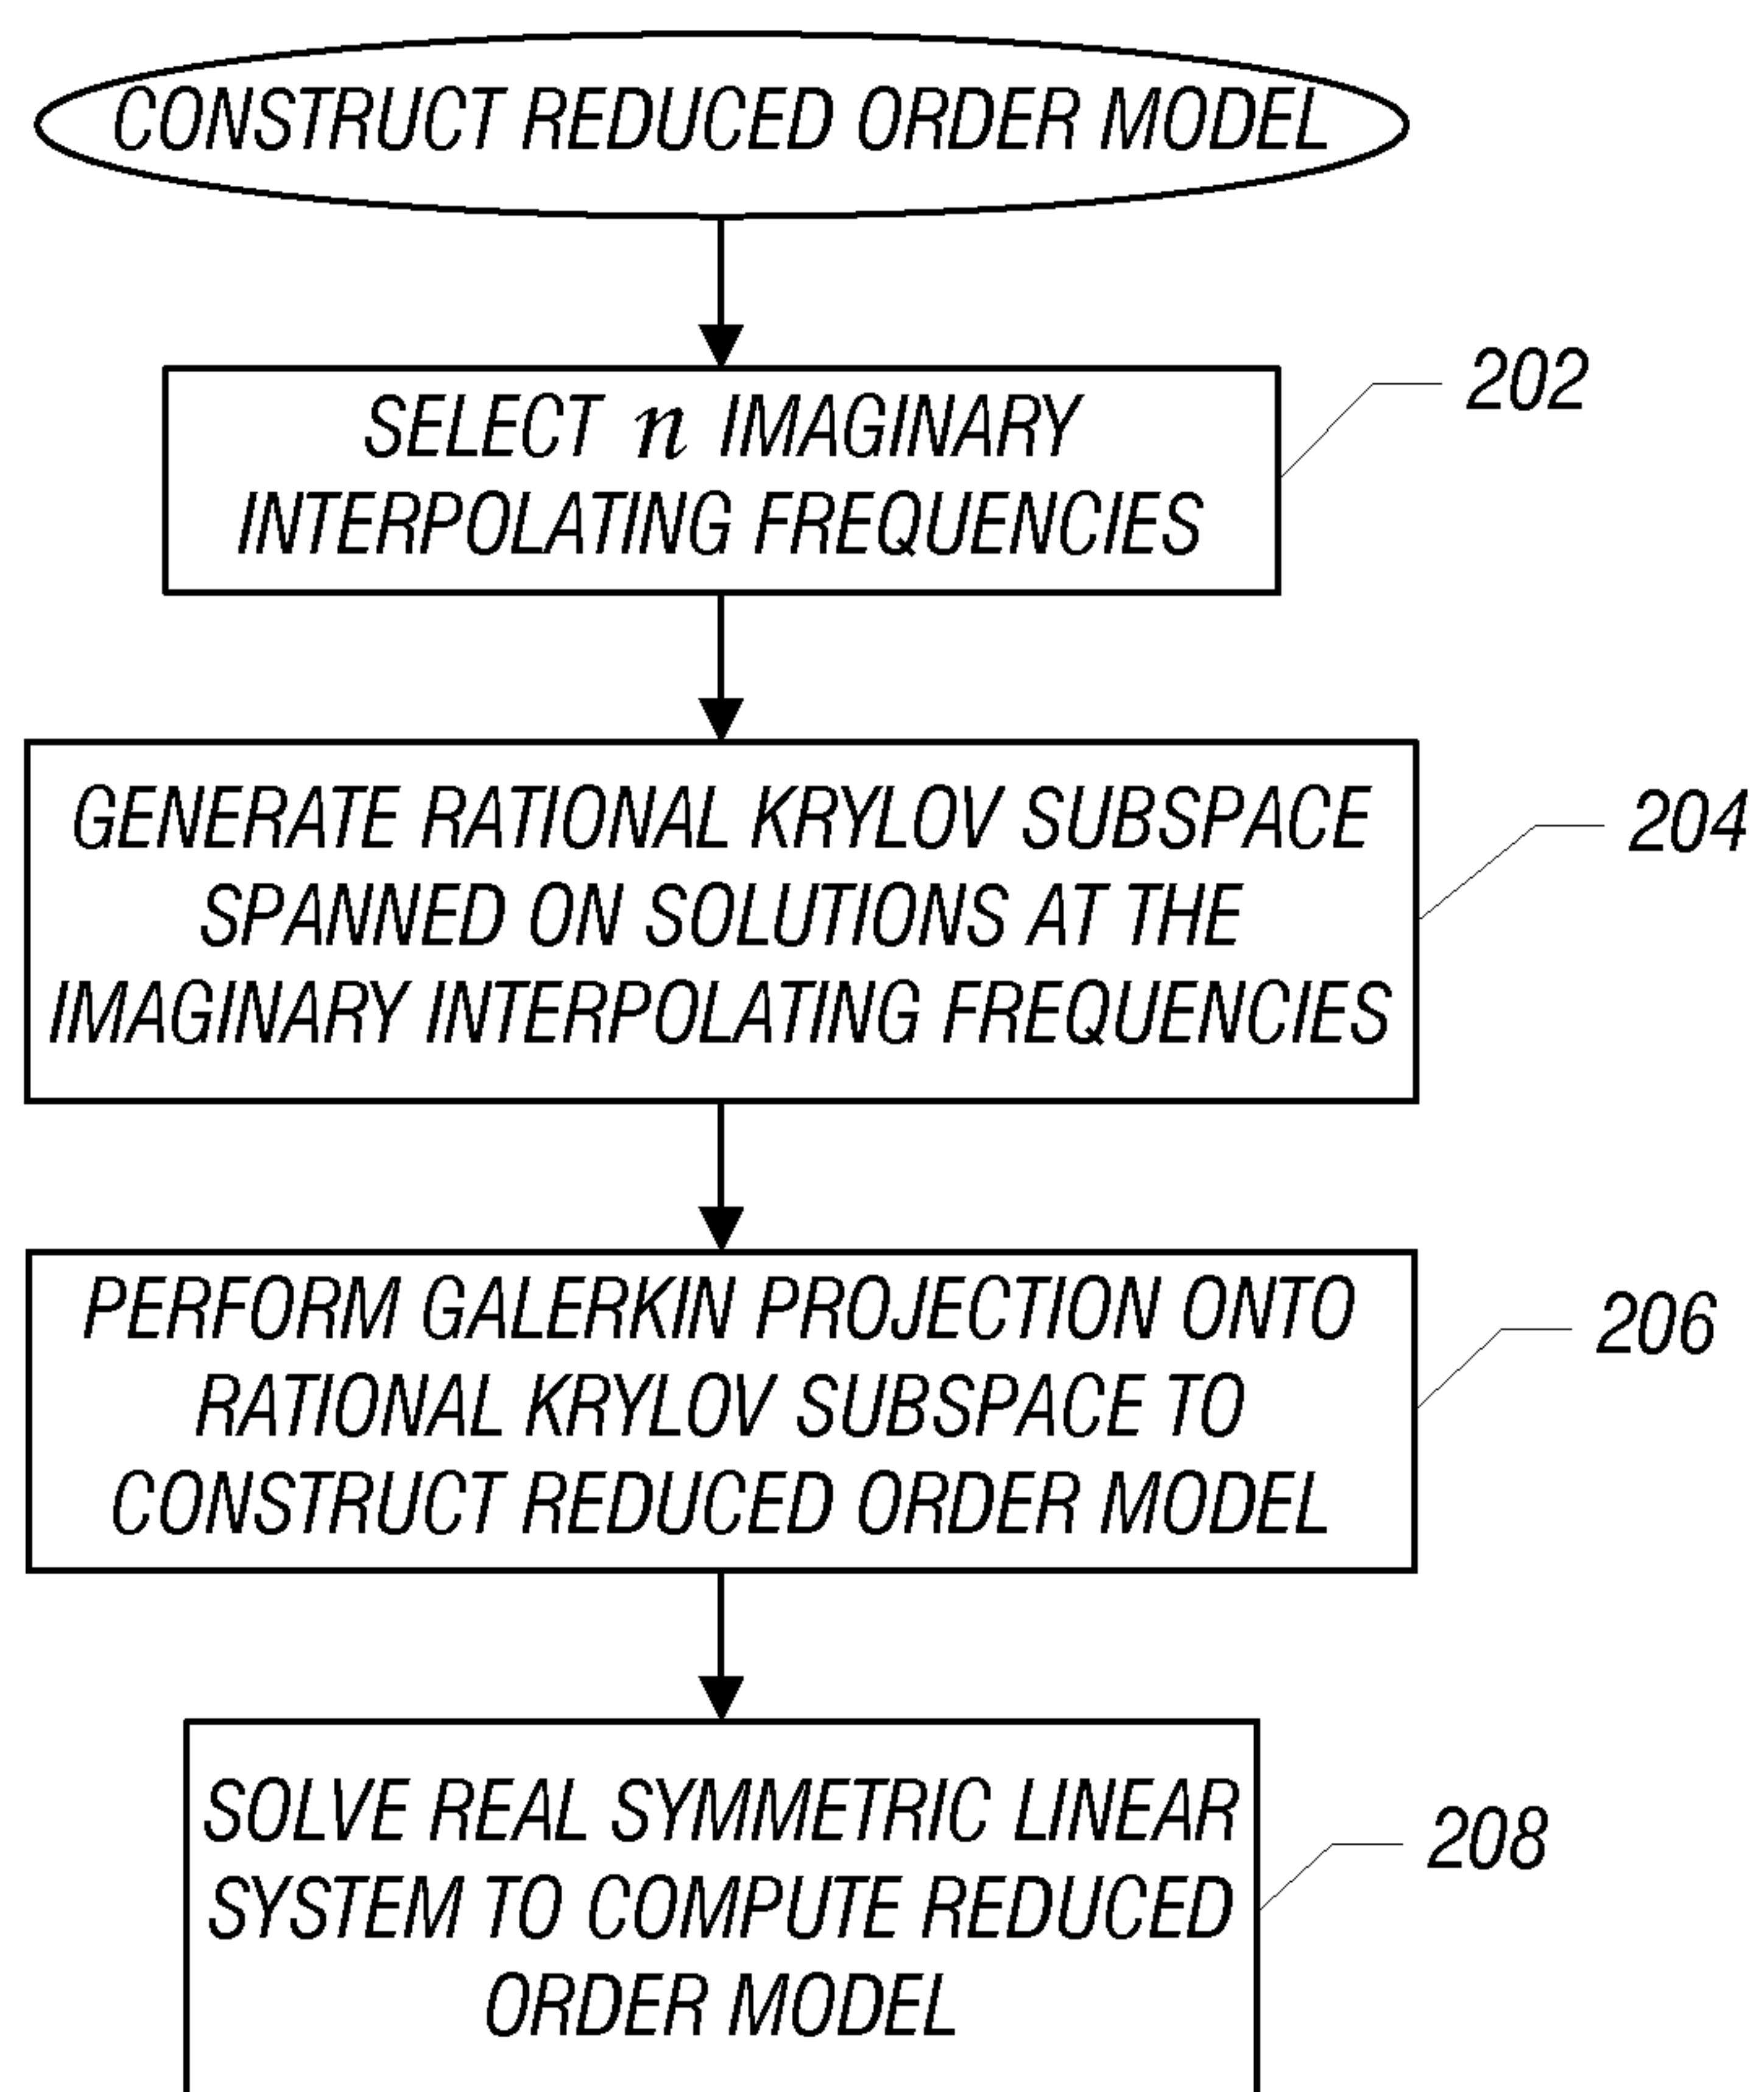 CONSTRUCT REDUCED ORDER MODEL
SELECT n IMAGINARY
INTERPOLATING FREQUENCIES
202
GENERATE RATIONAL KRYLOV SUBSPACE
SPANNED ON SOLUTIONS AT THE
IMAGINARY INTERPOLATING FREQUENCIES
204
PERFORM GALERKIN PROJECTION ONTO
RATIONAL KRYLOV SUBSPACE TO
CONSTRUCT REDUCED ORDER MODEL
206
SOLVE REAL SYMMETRIC LINEAR
SYSTEM TO COMPUTE REDUCED
ORDER MODEL
208